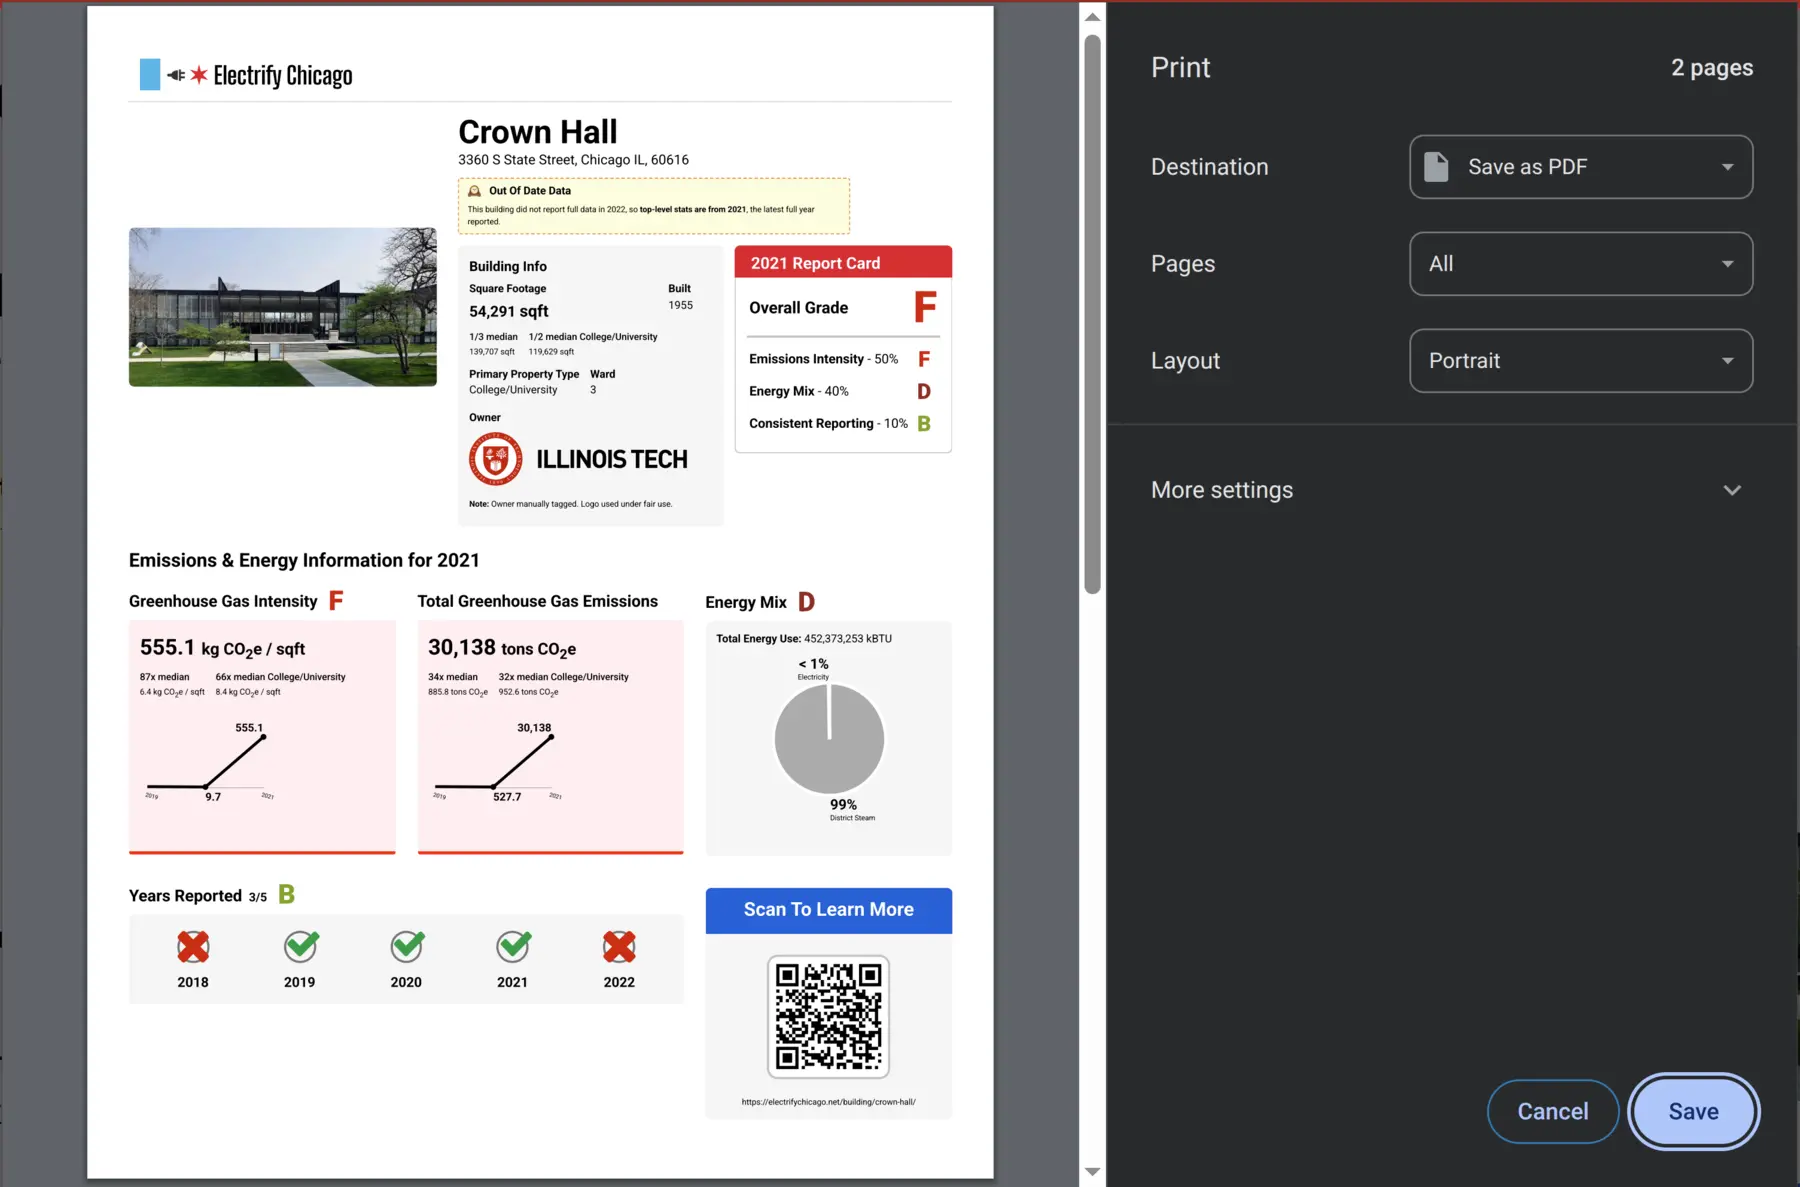 Electrify Chicago
Crown Hall
3360 S State Street, Chicago IL, 60616
Out Of Date Data
This building did not report full data in 2022, so top-level stats are from 2021, the latest full year
reported.
Building Info
Square Footage
54,291 sqft
Built
1955
1/3 median 1/2 median College/University
139,707 sqft 119,629 sqft
Primary Property Type Ward
College/University 3
Owner
ILLINOIS TECH
Note: Owner manually tagged. Logo used under fair use.
2021 Report Card
Overall Grade F
Emissions Intensity - 50% F
Energy Mix - 40% D
Consistent Reporting - 10% B
Emissions & Energy Information for 2021
Greenhouse Gas Intensity F
555.1 kg CO2e / sqft
87x median 66x median College/University
6.4 kg CO2e / sqft 8.4 kg CO2e / sqft
555.1
9.7
2019
2021
Total Greenhouse Gas Emissions
30,138 tons CO2e
34x median 32x median College/University
885.8 tons CO2e 952.6 tons CO2e
30,138
527.7
2019
2021
Energy Mix D
Total Energy Use: 452,373,253 kBTU
< 1%
Electricity
99%
District Steam
Years Reported 3/5 B
2018 2019 2020 2021 2022
Scan To Learn More
https://electrifychicago.net/building/crown-hall/
Print
2 pages
Destination
Save as PDF
Pages
All
Layout
Portrait
More settings
Cancel
Save